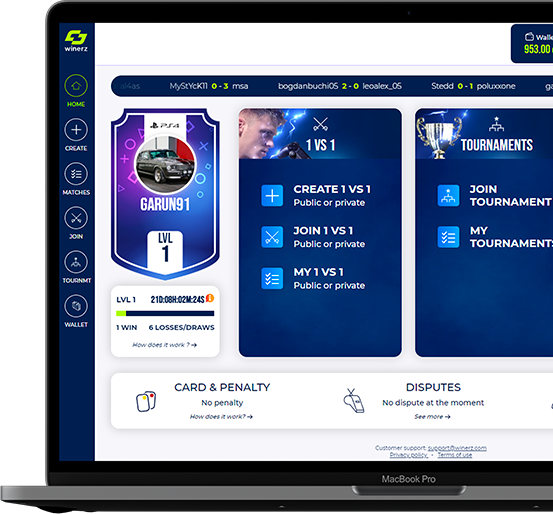 winerz
Wallet
953.00
MyStYcK11 0 - 3 msa
bogdanbuchi05 2 - 0 leoalex_05
Stedd 0 - 1 poluxxone
ga
HOME
CREATE
MATCHES
JOIN
TOURNMT
WALLET
PS4
GARUN91
LVL
1
LVL 1 21D:08H:02M:24S
1 WIN 6 LOSSES/DRAWS
How does it work ?
1 VS 1
CREATE 1 VS 1
Public or private
JOIN 1 VS 1
Public or private
MY 1 VS 1
Public or private
TOURNAMENTS
JOIN
TOURNAMENT
MY
TOURNAMENTS
CARD & PENALTY
No penalty
How does it work?
DISPUTES
No dispute at the moment
See more
Customer support: support@winerz.com
Privacy policy - Terms of use
MacBook Pro